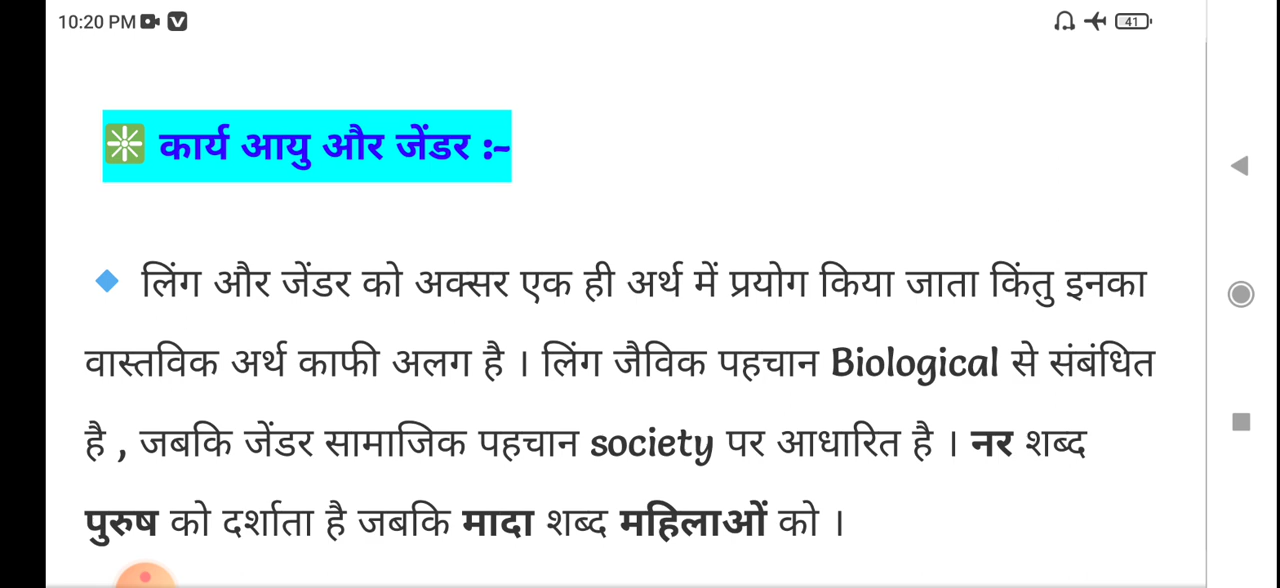 10:20 PM
41
कार्य आयु और जेंडर :-
लिंग और जेंडर को अक्सर एक ही अर्थ में प्रयोग किया जाता किंतु इनका
वास्तविक अर्थ काफी अलग है । लिंग जैविक पहचान Biological से संबंधित
है , जबकि जेंडर सामाजिक पहचान society पर आधारित है । नर शब्द
पुरुष को दर्शाता है जबकि मादा शब्द महिलाओं को ।